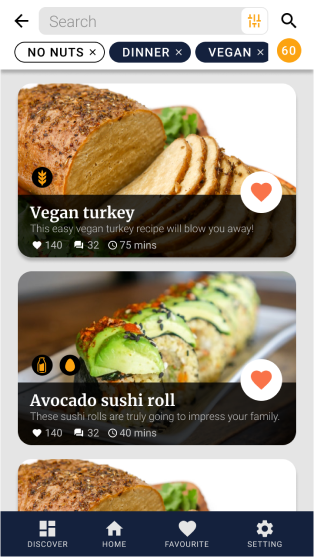 Search
NO NUTS × DINNER × VEGAN × 60
Vegan turkey
This easy vegan turkey recipe will blow you away!
140 32 75 mins
Avocado sushi roll
These sushi rolls are truly going to impress your family.
140 32 40 mins
DISCOVER HOME FAVOURITE SETTING